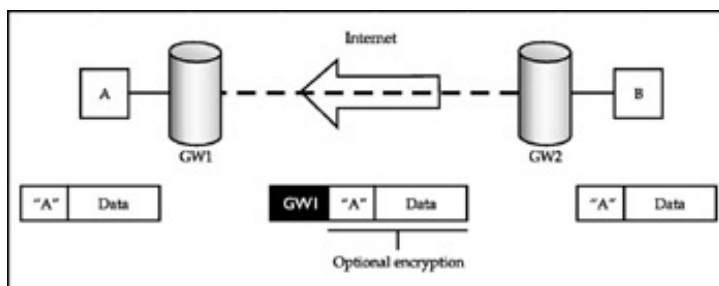 Internet
A
B
GW1
GW2
"A" Data
GW1 "A" Data
"A" Data
Optional encryption